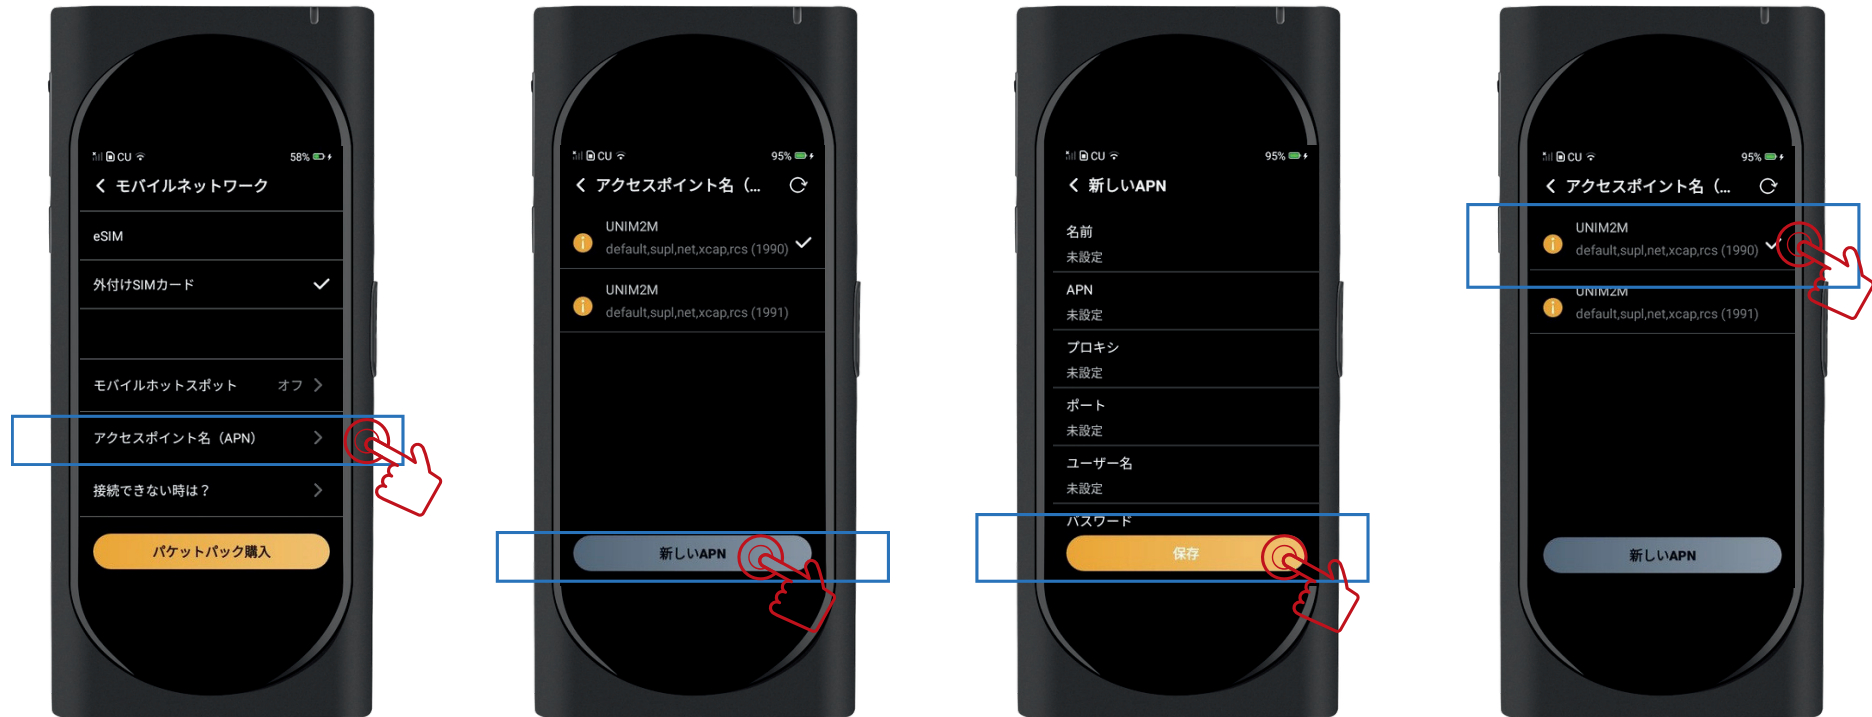 CU
58%
モバイルネットワーク
eSIM
外付けSIMカード
モバイルホットスポット オフ
アクセスポイント名（APN）
接続できない時は？
パケットパック購入
CU
95%
アクセスポイント名（...
UNIM2M
default,supl,net,xcap,rcs (1990)
UNIM2M
default,supl,net,xcap,rcs (1991)
新しいAPN
CU
95%
新しいAPN
名前
未設定
APN
未設定
プロキシ
未設定
ポート
未設定
ユーザー名
未設定
パスワード
保存
CU
95%
アクセスポイント名（...
UNIM2M
default,supl,net,xcap,rcs (1990)
UNIM2M
default,supl,net,xcap,rcs (1991)
新しいAPN